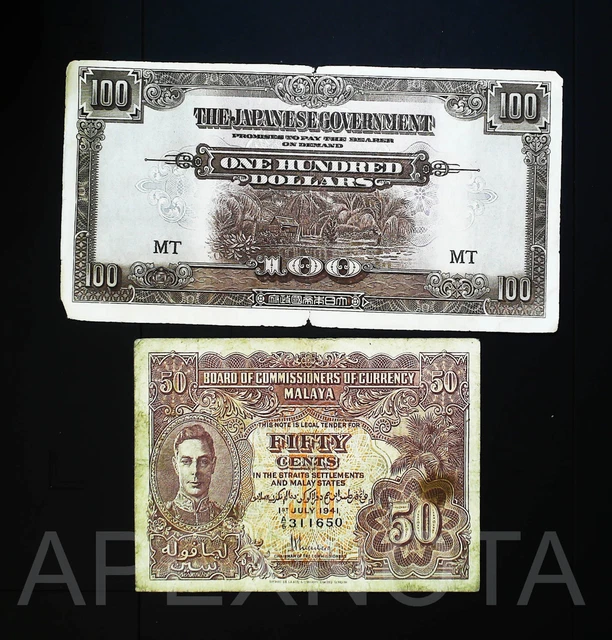 100
100
THE JAPANESE GOVERNMENT
PROMISES TO PAY THE BEARER
ON DEMAND
ONE HUNDRED
DOLLARS
MT
MT
100
100
100
50
50
BOARD OF COMMISSIONERS OF CURRENCY
MALAYA
THIS NOTE IS LEGAL TENDER FOR
FIFTY
CENTS
IN THE STRAITS SETTLEMENTS
AND MALAY STATES
1ST JULY 1941
311650
50
APEXNOTA